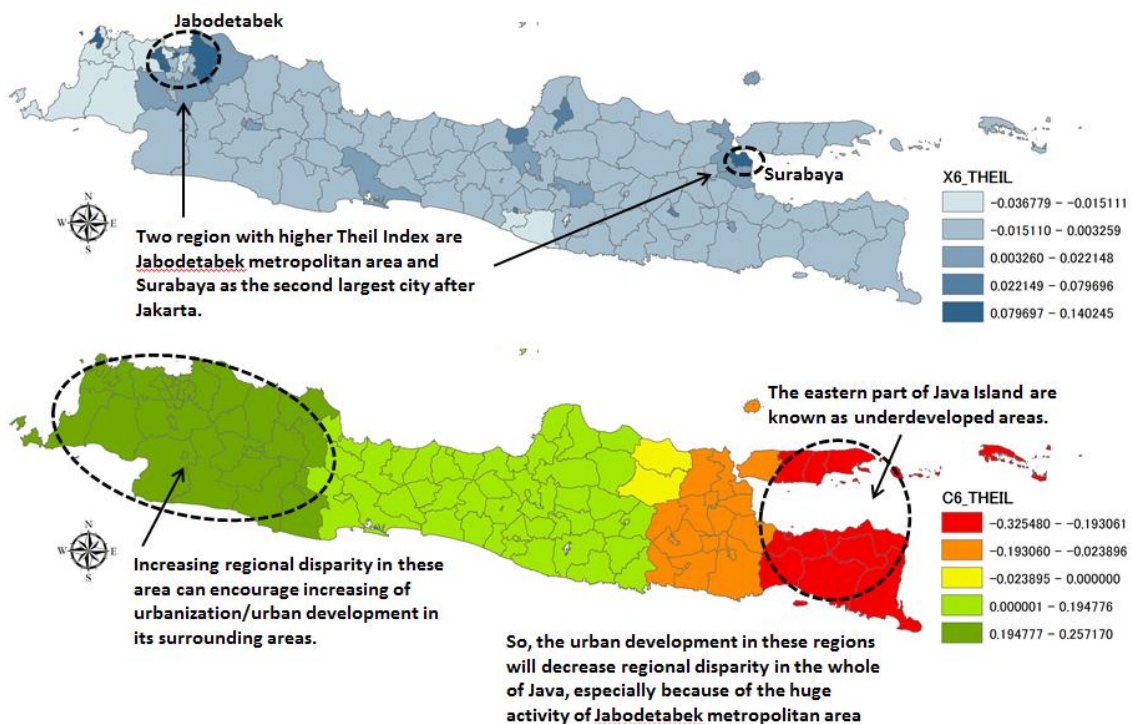 Jabodetabek
Surabaya
N
W
E
S
Two region with higher Theil Index are
Jabodetabek metropolitan area and
Surabaya as the second largest city after
Jakarta.
X6_THEIL
-0.036779 – -0.015111
-0.015110 – 0.003259
0.003260 – 0.022148
0.022149 – 0.079696
0.079697 – 0.140245
The eastern part of Java Island are
known as underdeveloped areas.
N
W
E
S
Increasing regional disparity in these
area can encourage increasing of
urbanization/urban development in
its surrounding areas.
C6_THEIL
-0.325480 – -0.193061
-0.193060 – -0.023896
-0.023895 – 0.000000
0.000001 – 0.194776
0.194777 – 0.257170
So, the urban development in these regions
will decrease regional disparity in the whole
of Java, especially because of the huge
activity of Jabodetabek metropolitan area